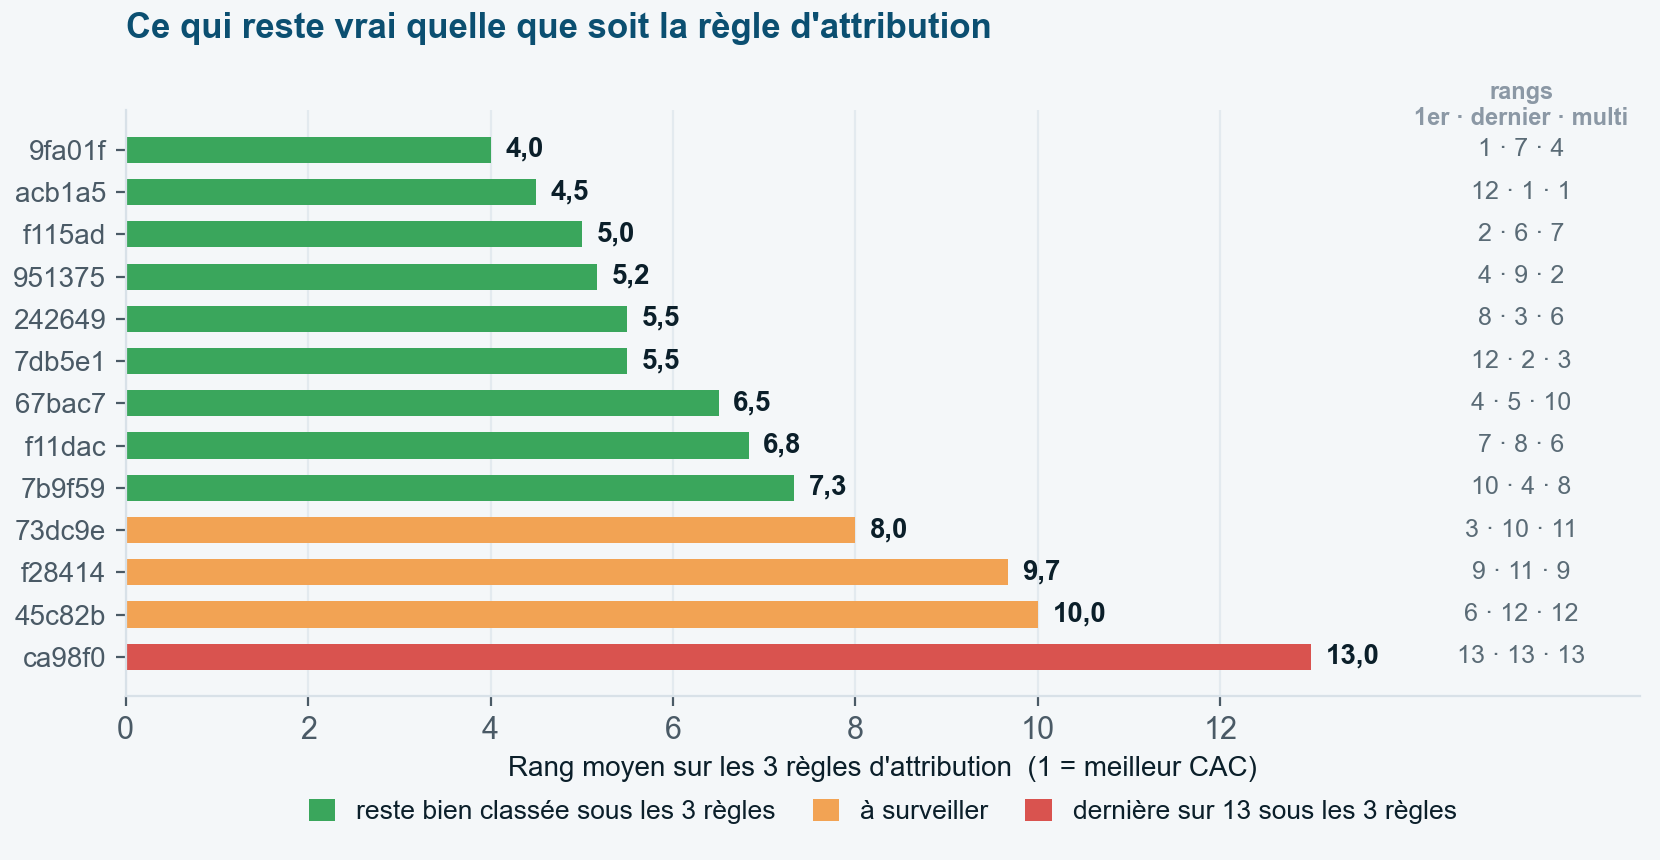 Ce qui reste vrai quelle que soit la règle d'attribution
rangs
1er · dernier · multi
9fa01f 4,0 1 · 7 · 4
acb1a5 4,5 12 · 1 · 1
f115ad 5,0 2 · 6 · 7
951375 5,2 4 · 9 · 2
242649 5,5 8 · 3 · 6
7db5e1 5,5 12 · 2 · 3
67bac7 6,5 4 · 5 · 10
f11dac 6,8 7 · 8 · 6
7b9f59 7,3 10 · 4 · 8
73dc9e 8,0 3 · 10 · 11
f28414 9,7 9 · 11 · 9
45c82b 10,0 6 · 12 · 12
ca98f0 13,0 13 · 13 · 13
0 2 4 6 8 10 12
Rang moyen sur les 3 règles d'attribution (1 = meilleur CAC)
reste bien classée sous les 3 règles à surveiller dernière sur 13 sous les 3 règles